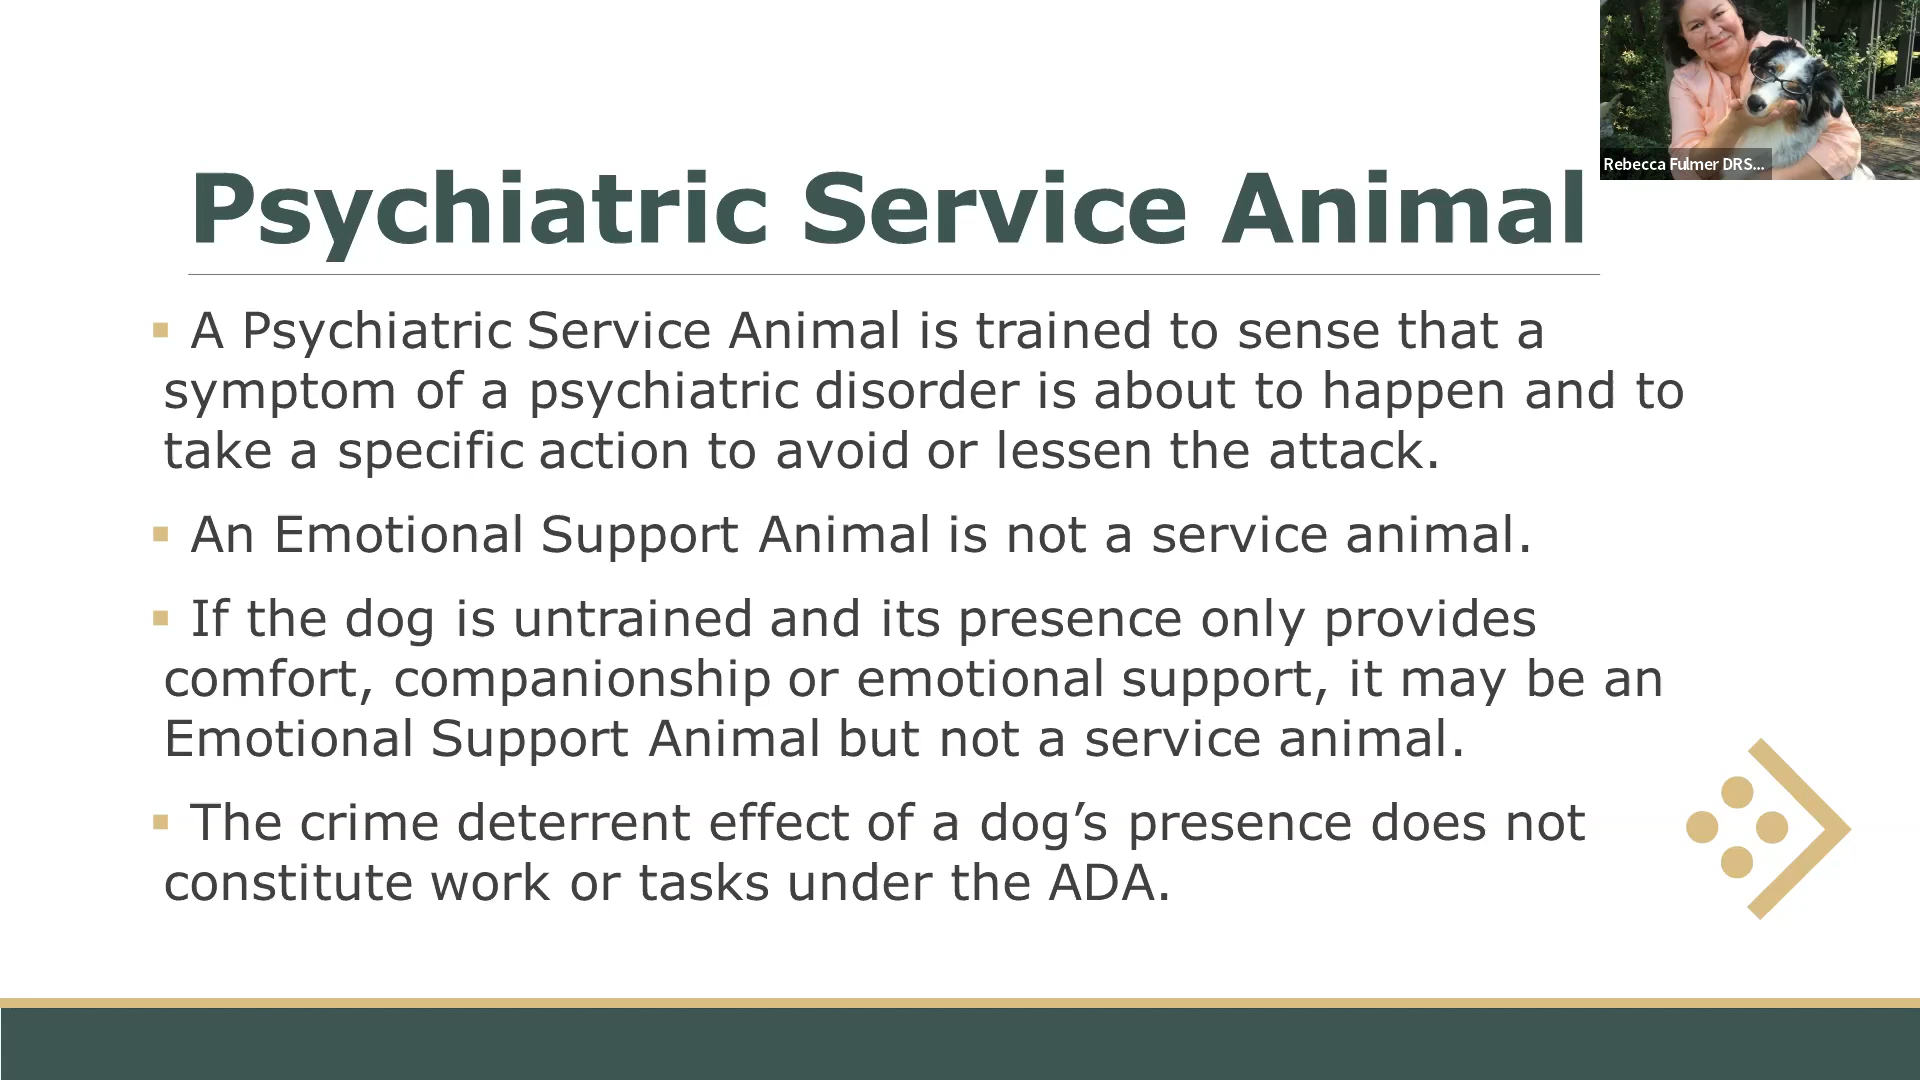 Rebecca Fulmer DRS...
Psychiatric Service Animal
A Psychiatric Service Animal is trained to sense that a
symptom of a psychiatric disorder is about to happen and to
take a specific action to avoid or lessen the attack.
An Emotional Support Animal is not a service animal.
If the dog is untrained and its presence only provides
comfort, companionship or emotional support, it may be an
Emotional Support Animal but not a service animal.
The crime deterrent effect of a dog’s presence does not
constitute work or tasks under the ADA.